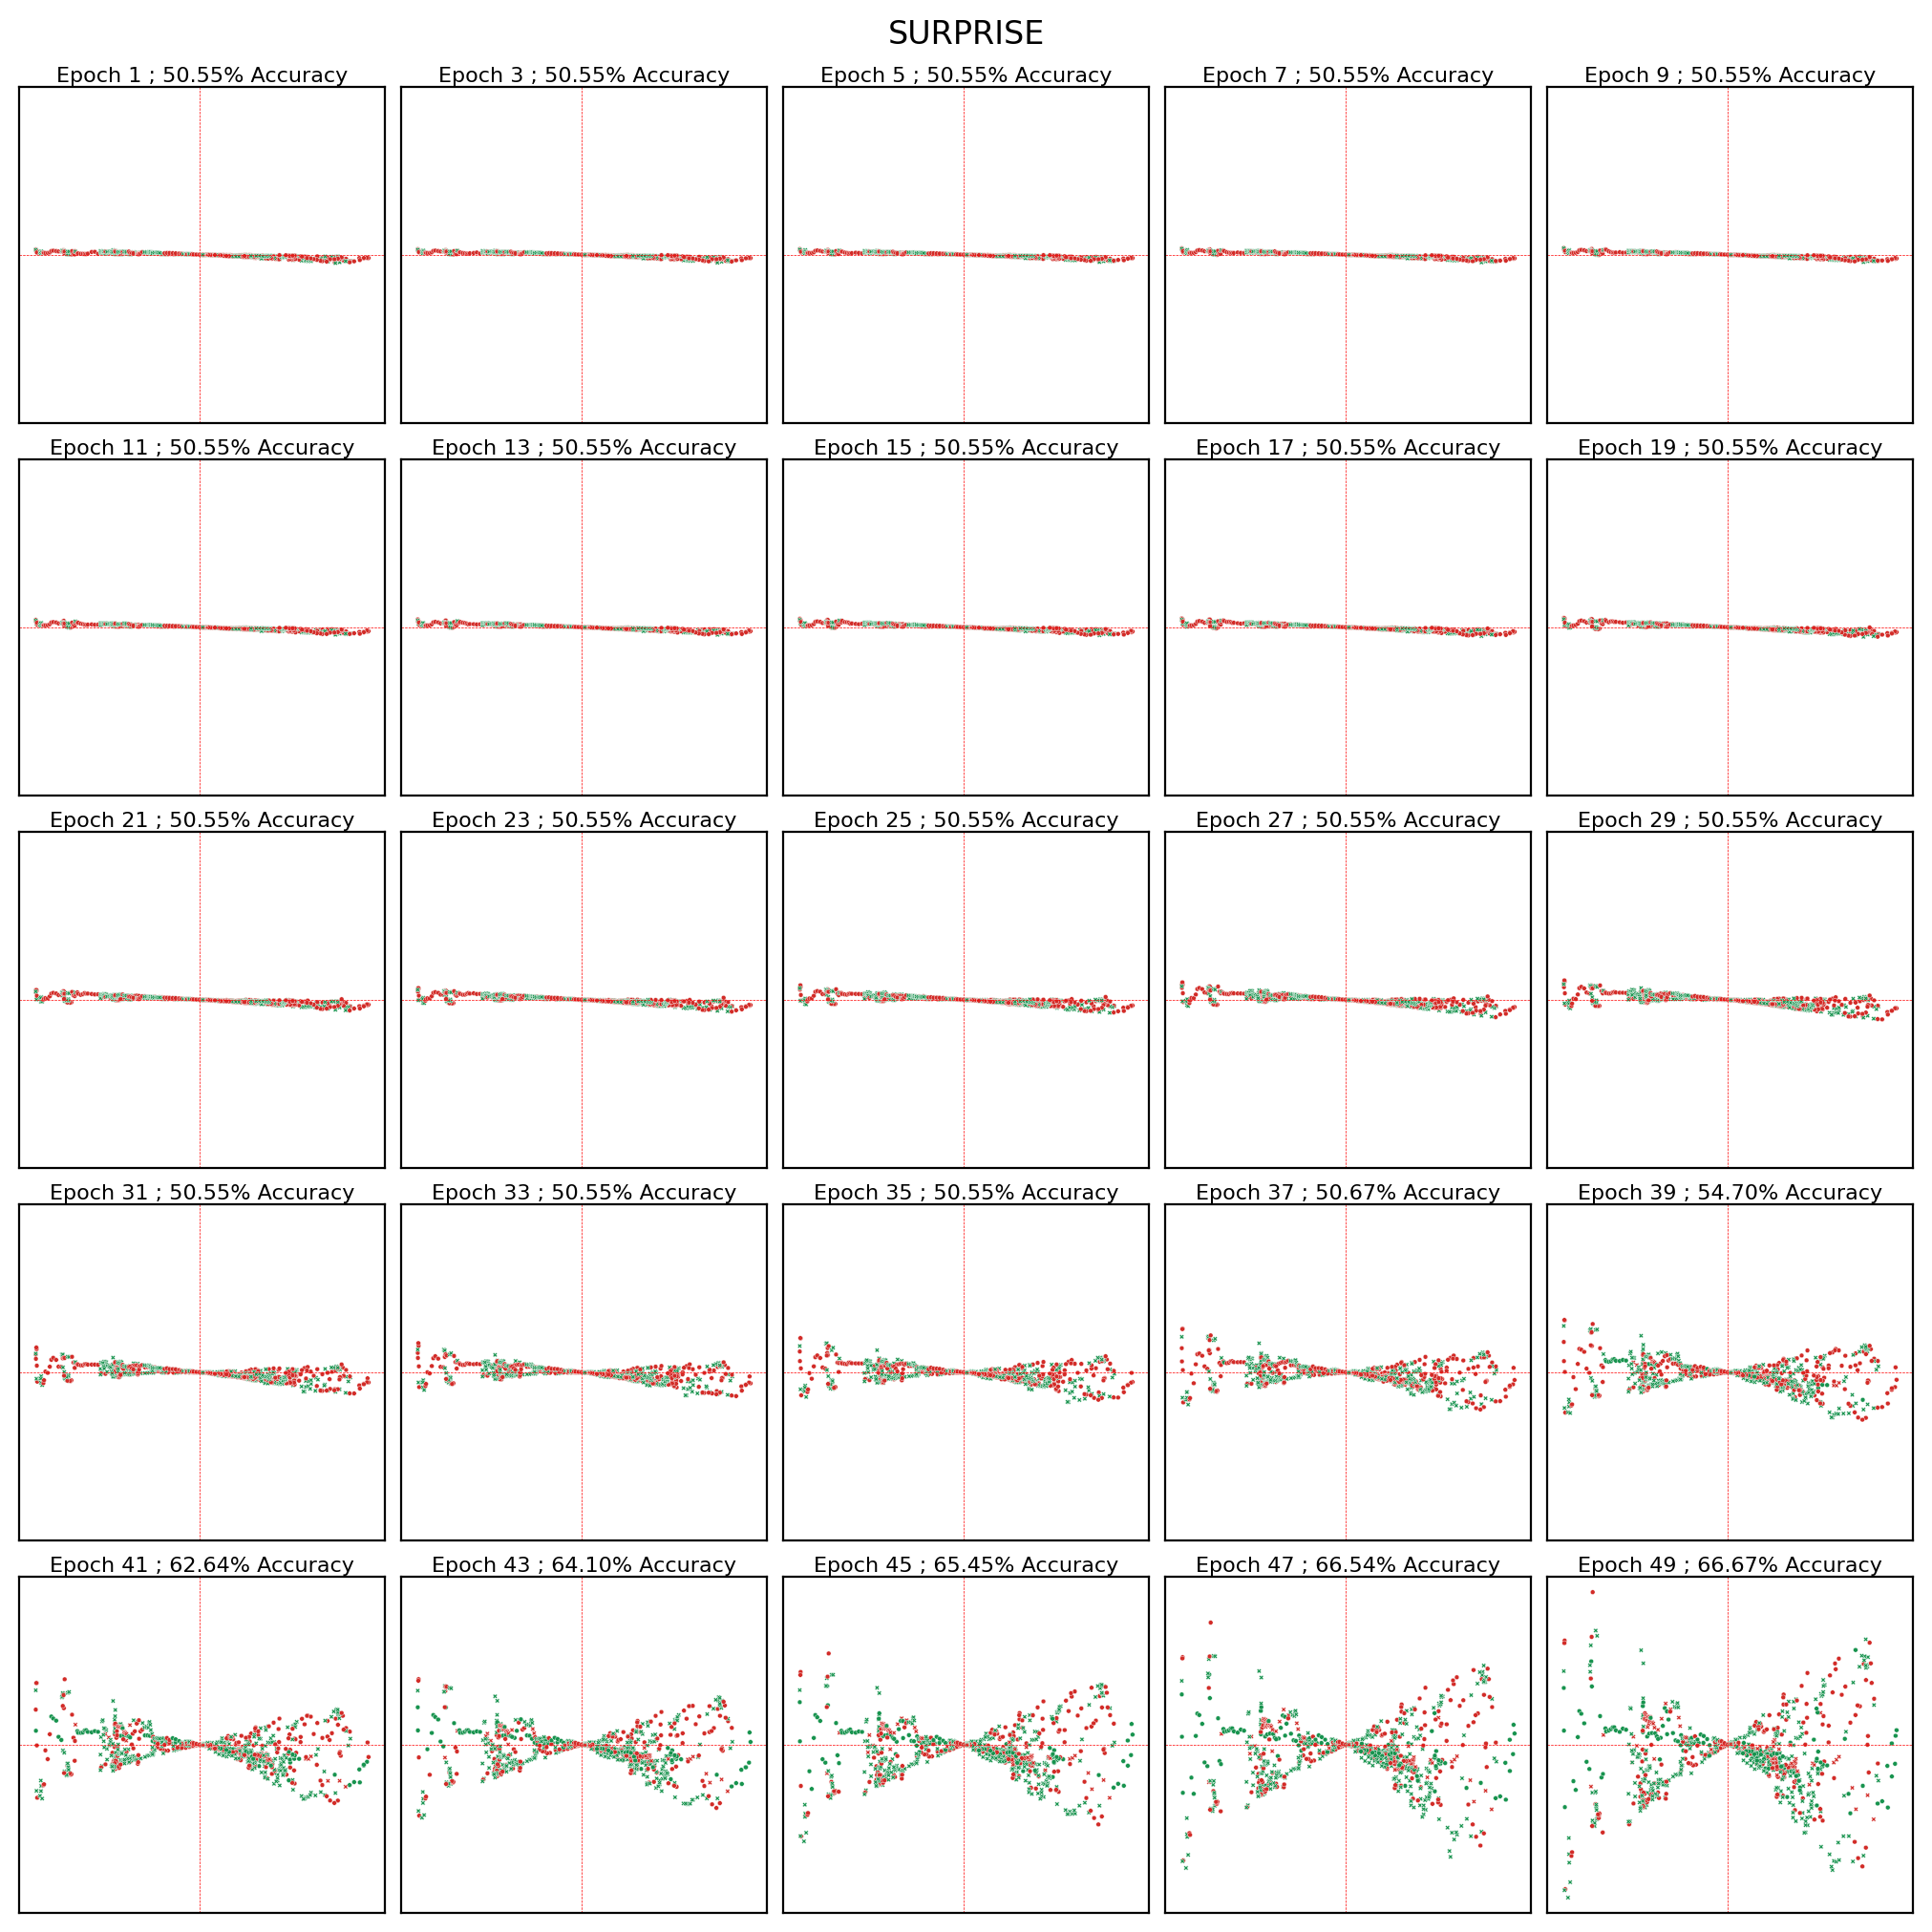 SURPRISE
Epoch 1 ; 50.55% Accuracy
Epoch 3 ; 50.55% Accuracy
Epoch 5 ; 50.55% Accuracy
Epoch 7 ; 50.55% Accuracy
Epoch 9 ; 50.55% Accuracy
Epoch 11 ; 50.55% Accuracy
Epoch 13 ; 50.55% Accuracy
Epoch 15 ; 50.55% Accuracy
Epoch 17 ; 50.55% Accuracy
Epoch 19 ; 50.55% Accuracy
Epoch 21 ; 50.55% Accuracy
Epoch 23 ; 50.55% Accuracy
Epoch 25 ; 50.55% Accuracy
Epoch 27 ; 50.55% Accuracy
Epoch 29 ; 50.55% Accuracy
Epoch 31 ; 50.55% Accuracy
Epoch 33 ; 50.55% Accuracy
Epoch 35 ; 50.55% Accuracy
Epoch 37 ; 50.67% Accuracy
Epoch 39 ; 54.70% Accuracy
Epoch 41 ; 62.64% Accuracy
Epoch 43 ; 64.10% Accuracy
Epoch 45 ; 65.45% Accuracy
Epoch 47 ; 66.54% Accuracy
Epoch 49 ; 66.67% Accuracy